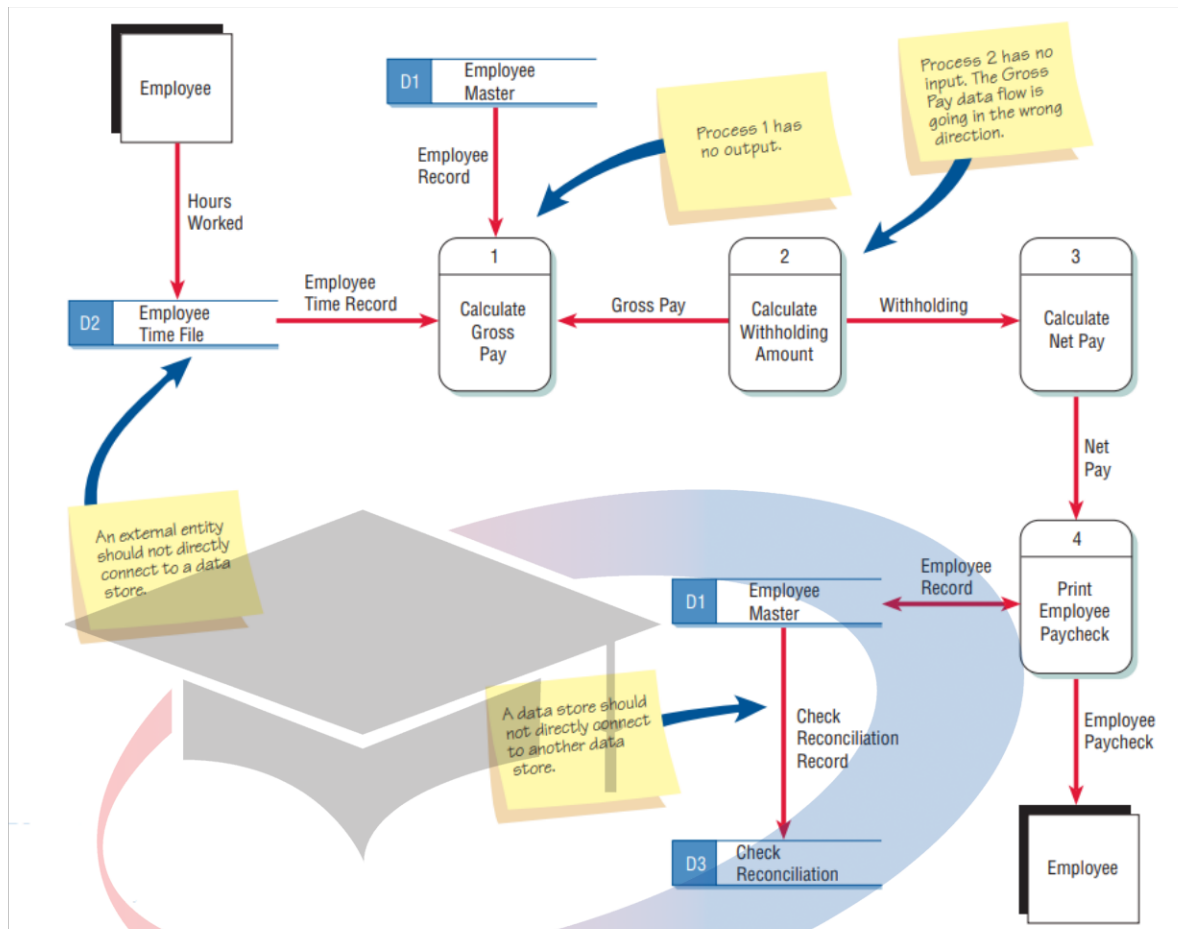 Employee
D1
Employee
Master
Process 1 has
no output.
Process 2 has no
input. The Gross
Pay data flow is
going in the wrong
direction.
Employee
Record
Hours
Worked
D2
Employee
Time File
Employee
Time Record
1
Calculate
Gross
Pay
Gross Pay
2
Calculate
Withholding
Amount
Withholding
3
Calculate
Net Pay
Net
Pay
An external entity
should not directly
connect to a data
store.
4
Print
Employee
Paycheck
Employee
Record
D1
Employee
Master
A data store should
not directly connect
to another data
store.
Check
Reconciliation
Record
Employee
Paycheck
D3
Check
Reconciliation
Employee